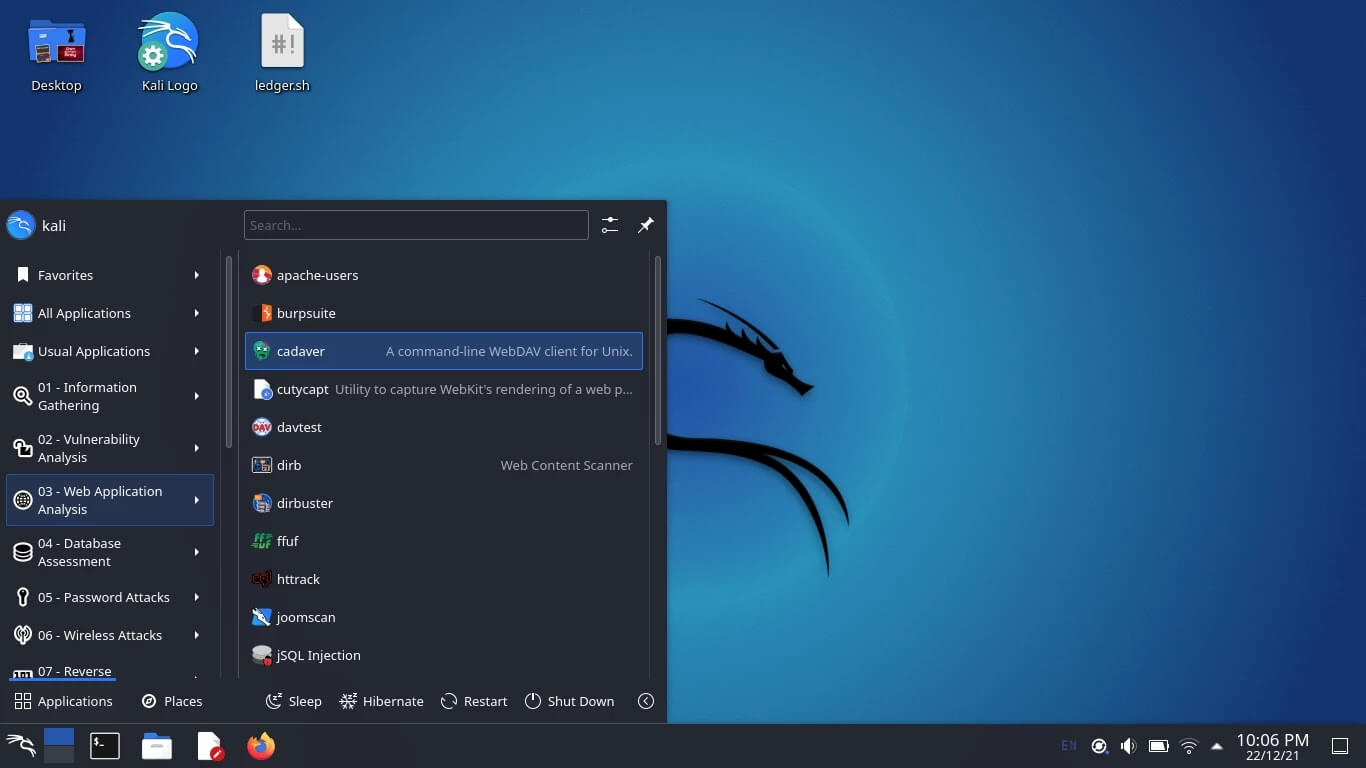 Desktop
Kali Logo
ledger.sh
kali
Search...
Favorites
All Applications
Usual Applications
01 - Information
Gathering
02 - Vulnerability
Analysis
03 - Web Application
Analysis
04 - Database
Assessment
05 - Password Attacks
06 - Wireless Attacks
07 - Reverse
apache-users
burpsuite
cadaver A command-line WebDAV client for Unix.
cutycapt Utility to capture WebKit's rendering of a web p...
davtest
dirb Web Content Scanner
dirbuster
ffuf
httrack
joomscan
jSQL Injection
Applications
Places
Sleep
Hibernate
Restart
Shut Down
EN
10:06 PM
22/12/21